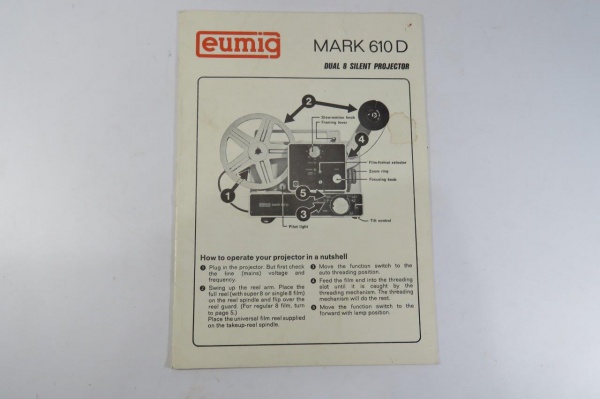 eumig
MARK 610 D
DUAL 8 SILENT PROJECTOR
2
Slow-motion knob
Framing lever
4
Film-format selector
Zoom ring
Focusing knob
1
5
3
Tilt control
Pilot light
How to operate your projector in a nutshell
1 Plug in the projector. But first check
the line (mains) voltage and
frequency.
2 Swing up the reel arm. Place the
full reel (with super 8 or single 8 film)
on the reel spindle and flip over the
reel guard. (For regular 8 film, turn
to page 5.)
Place the universal film reel supplied
on the takeup-reel spindle.
3 Move the function switch to the
auto threading position.
4 Feed the film end into the threading
slot until it is caught by the
threading mechanism. The threading
mechanism will do the rest.
5 Move the function switch to the
forward with lamp position.